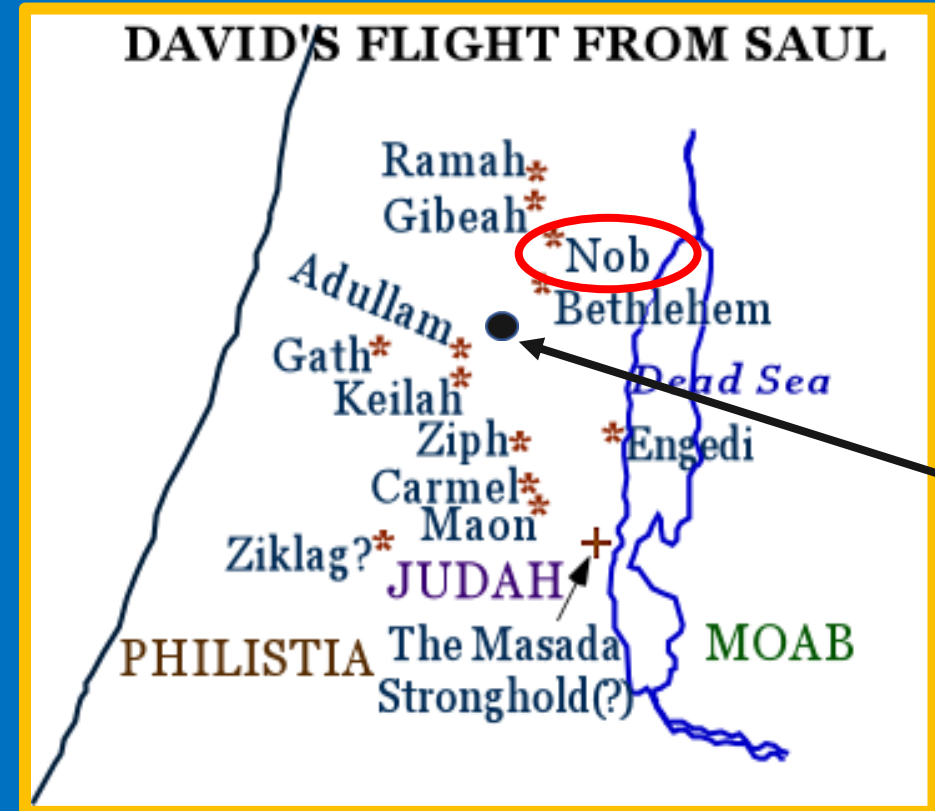 DAVID'S FLIGHT FROM SAUL
Ramah*
Gibeah*
*Nob
*Bethlehem
Adullam*
Gath*
Keilah*
Dead Sea
Ziph*
*Engedi
Carmel*
Maon*
Ziklag?*
JUDAH
PHILISTIA
The Masada
Stronghold(?)
MOAB